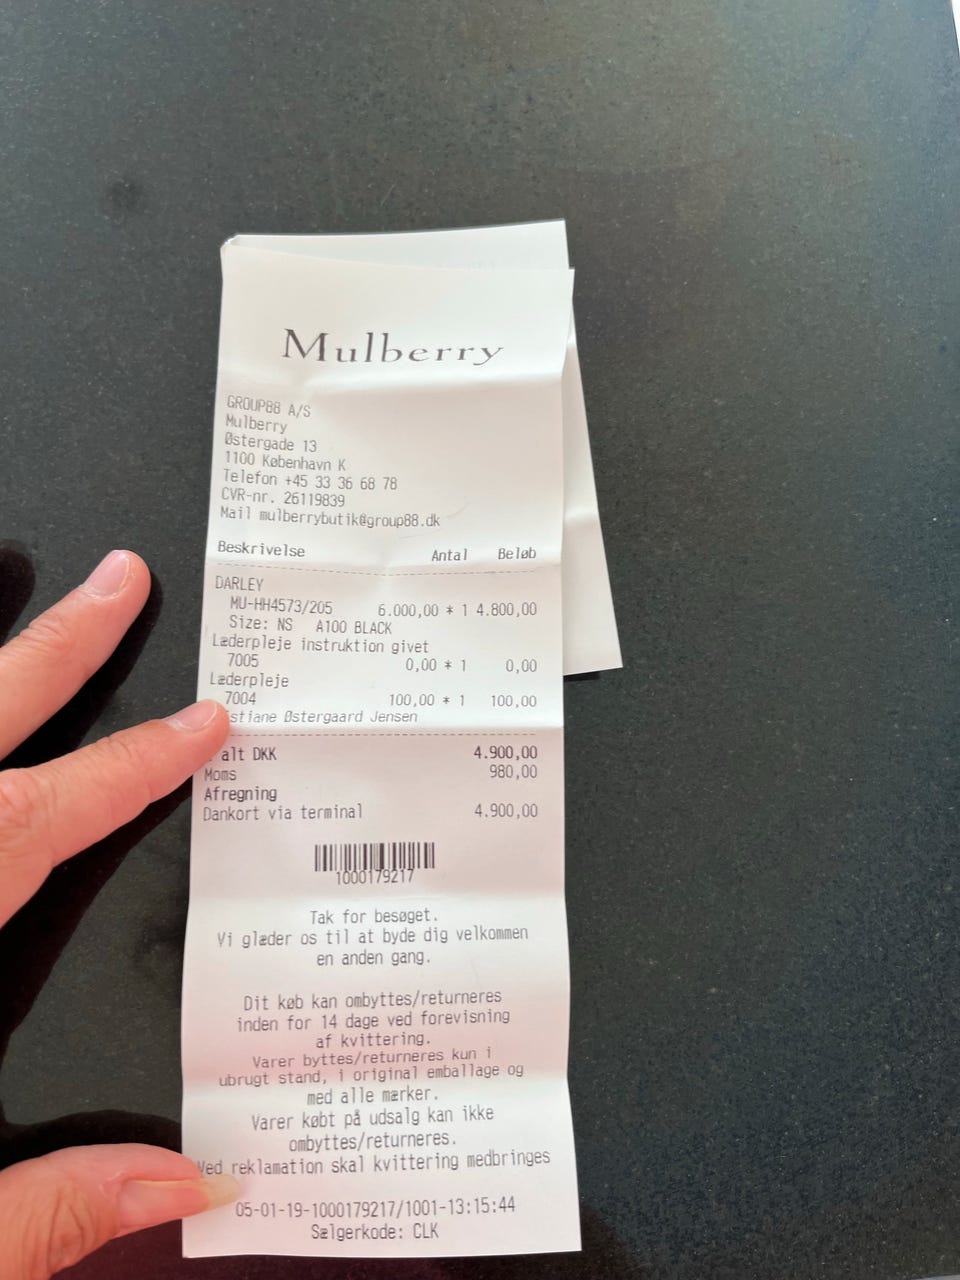 Mulberry
GROUP88 A/S
Mulberry
Østergade 13
1100 København K
Telefon +45 33 36 68 78
CVR-nr. 26119839
Mail mulberrybutik@group88.dk
Beskrivelse Antal Beløb
DARLEY
MU-HH4573/205 6.000,00 * 1 4.800,00
Size: NS A100 BLACK
Læderpleje instruktion givet
7005 0,00 * 1 0,00
Læderpleje
7004 100,00 * 1 100,00
Østergaard Jensen
alt DKK 4.900,00
Moms 980,00
Afregning
Dankort via terminal 4.900,00
1000179217
Tak for besøget.
Vi glæder os til at byde dig velkommen
en anden gang.
Dit køb kan ombyttes/returneres
inden for 14 dage ved forevisning
af kvittering.
Varer byttes/returneres kun i
ubrugt stand, i original emballage og
med alle mærker.
Varer købt på udsalg kan ikke
ombyttes/returneres.
Ved reklamation skal kvittering medbringes
05-01-19-1000179217/1001-13:15:44
Sælgerkode: CLK